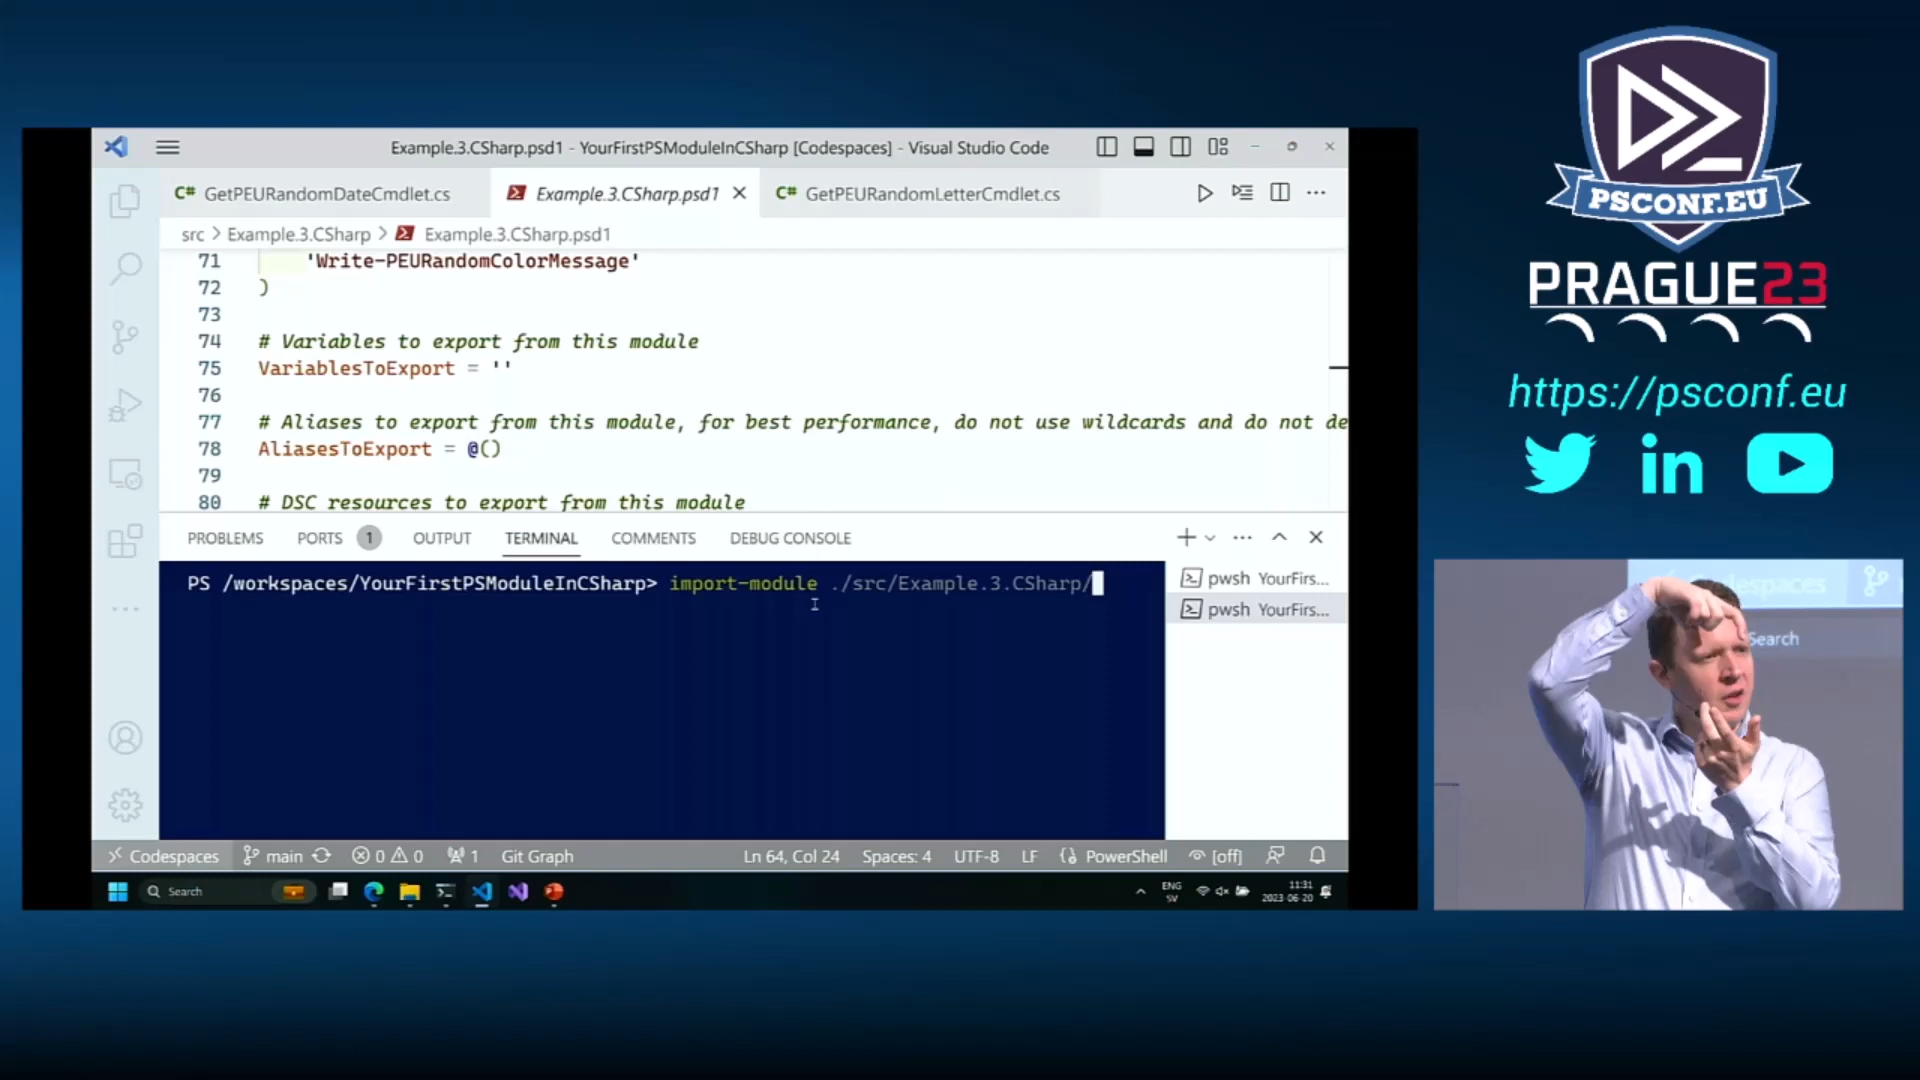 Example.3.CSharp.psd1 - YourFirstPSModuleInCSharp [Codespaces] - Visual Studio Code
GetPEURandomDateCmdlet.cs
Example.3.CSharp.psd1
GetPEURandomLetterCmdlet.cs
src > Example.3.CSharp > Example.3.CSharp.psd1
71 'Write-PEURandomColorMessage'
72 )
73
74 # Variables to export from this module
75 VariablesToExport = ''
76
77 # Aliases to export from this module, for best performance, do not use wildcards and do not de
78 AliasesToExport = @()
79
80 # DSC resources to export from this module
PROBLEMS PORTS 1 OUTPUT TERMINAL COMMENTS DEBUG CONSOLE
PS /workspaces/YourFirstPSModuleInCSharp> import-module ./src/Example.3.CSharp/
pwsh YourFirs...
pwsh YourFirs...
Codespaces main 0 0 1 Git Graph Ln 64, Col 24 Spaces: 4 UTF-8 LF PowerShell [off]
Search
ENG
SV
11:31
2023-06-20
PSCONF.EU
PRAGUE23
https://psconf.eu
in
Codespaces
Search